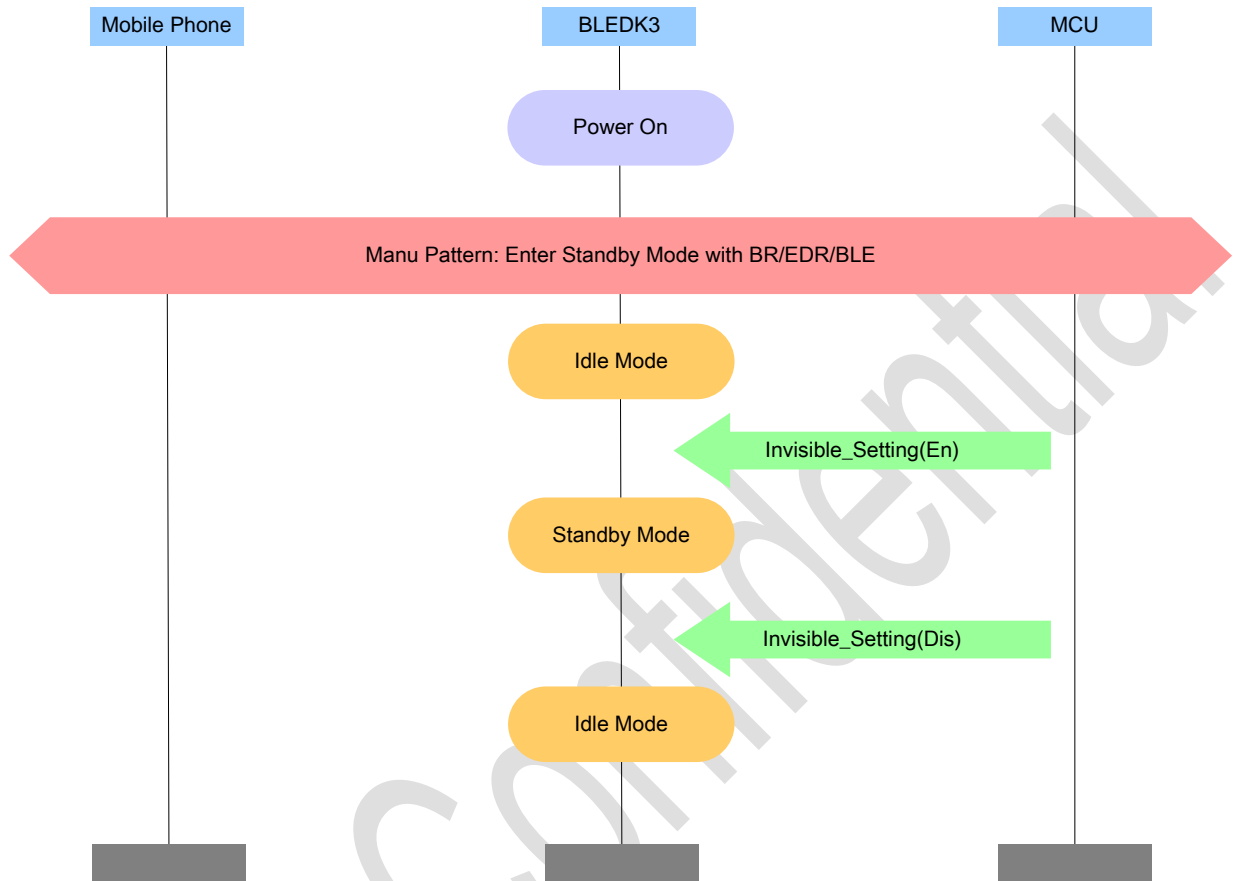 Mobile Phone
BLEDK3
MCU
Power On
Manu Pattern: Enter Standby Mode with BR/EDR/BLE
Idle Mode
Invisible_Setting(En)
Standby Mode
Invisible_Setting(Dis)
Idle Mode
Confidential